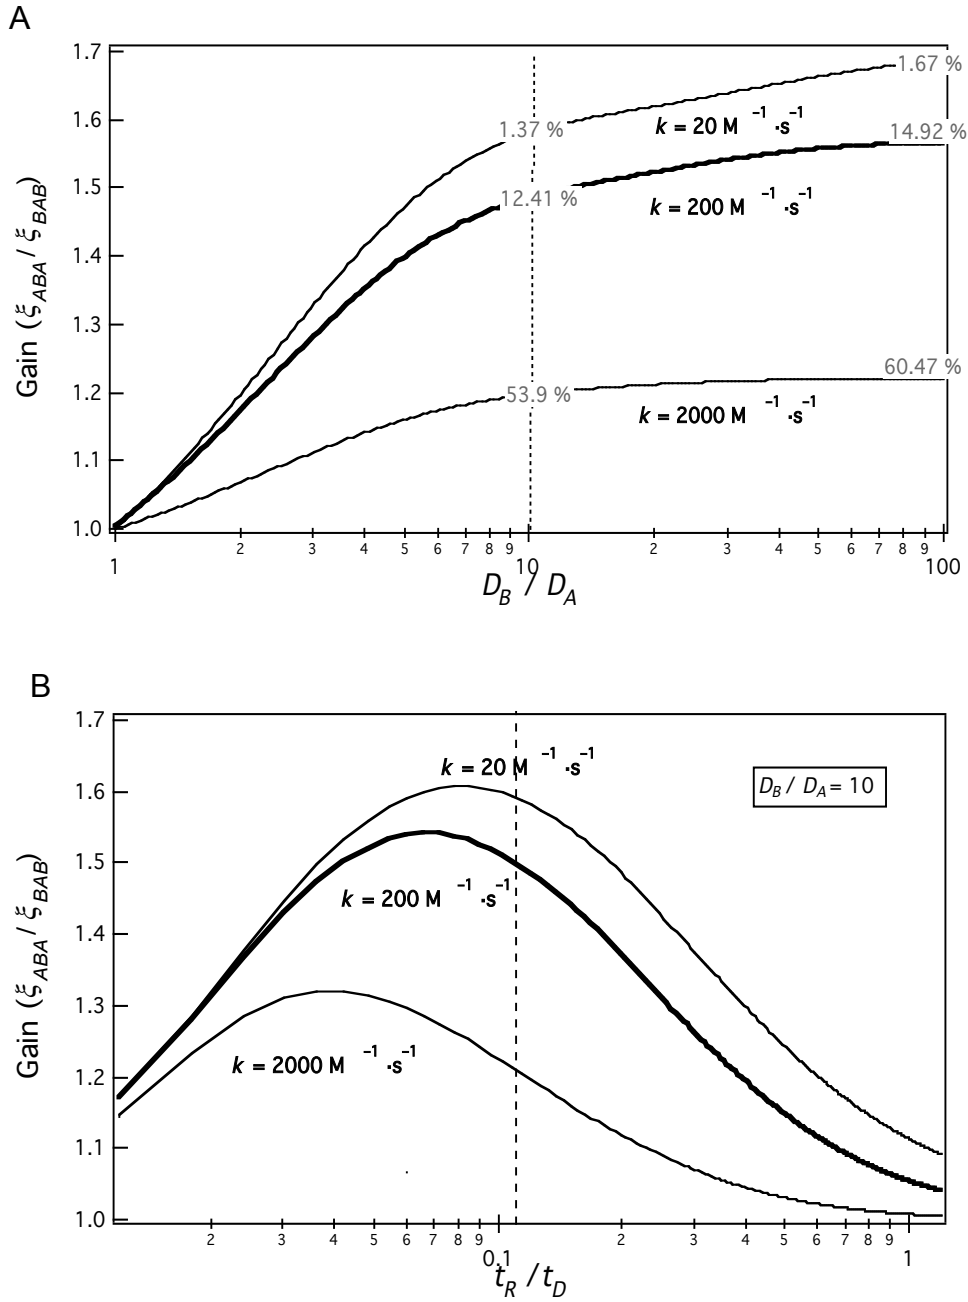 A
1.7
1.67 %
1.6
1.37 %
k = 20 M⁻¹·s⁻¹
14.92 %
1.5
12.41 %
k = 200 M⁻¹·s⁻¹
1.4
Gain (ξABA / ξBAB)
1.3
60.47 %
1.2
53.9 %
k = 2000 M⁻¹·s⁻¹
1.1
1.0
2 3 4 5 6 7 8 9 2 3 4 5 6 7 8 9
1 10 100
DB / DA
B
1.7
k = 20 M⁻¹·s⁻¹
DB / DA = 10
1.6
1.5
k = 200 M⁻¹·s⁻¹
1.4
Gain (ξABA / ξBAB)
1.3
k = 2000 M⁻¹·s⁻¹
1.2
1.1
1.0
2 3 4 5 6 7 8 9 2 3 4 5 6 7 8 9
0.1 1
tR / tD